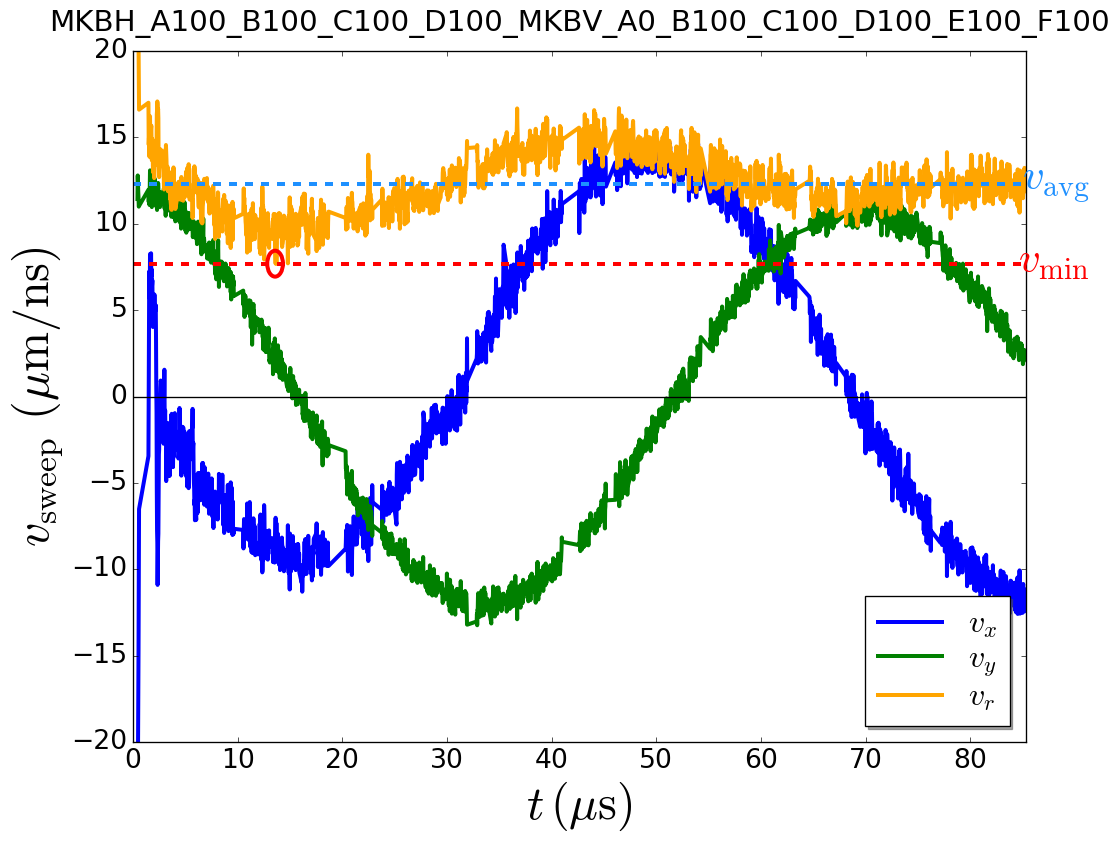 MKBH_A100_B100_C100_D100_MKBV_A0_B100_C100_D100_E100_F100
20
15
10
5
0
−5
−10
−15
−20
v_sweep (μm/ns)
v_avg
v_min
v_x
v_y
v_r
0 10 20 30 40 50 60 70 80
t (μs)